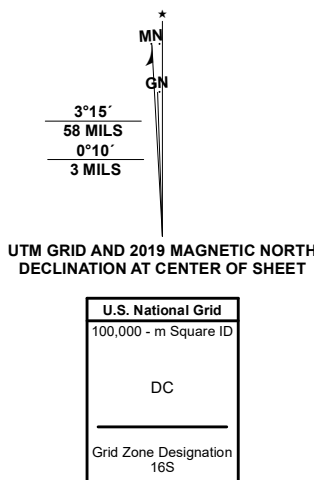 MN
GN
3°15´
58 MILS
0°10´
3 MILS
UTM GRID AND 2019 MAGNETIC NORTH
DECLINATION AT CENTER OF SHEET
U.S. National Grid
100,000 - m Square ID
DC
Grid Zone Designation
16S